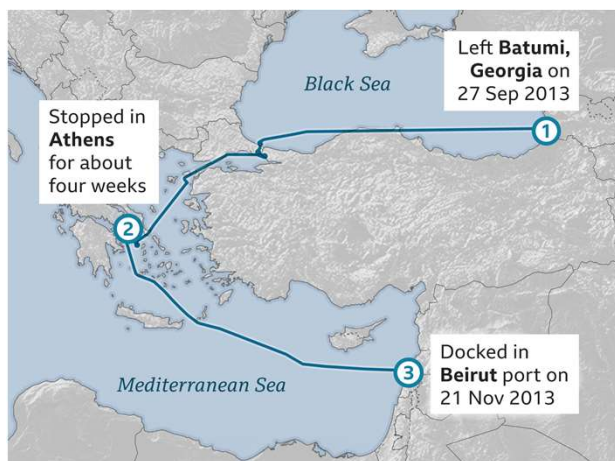 Left Batumi,
Georgia on
27 Sep 2013
Black Sea
1
Stopped in
Athens
for about
four weeks
2
Mediterranean Sea
3
Docked in
Beirut port on
21 Nov 2013